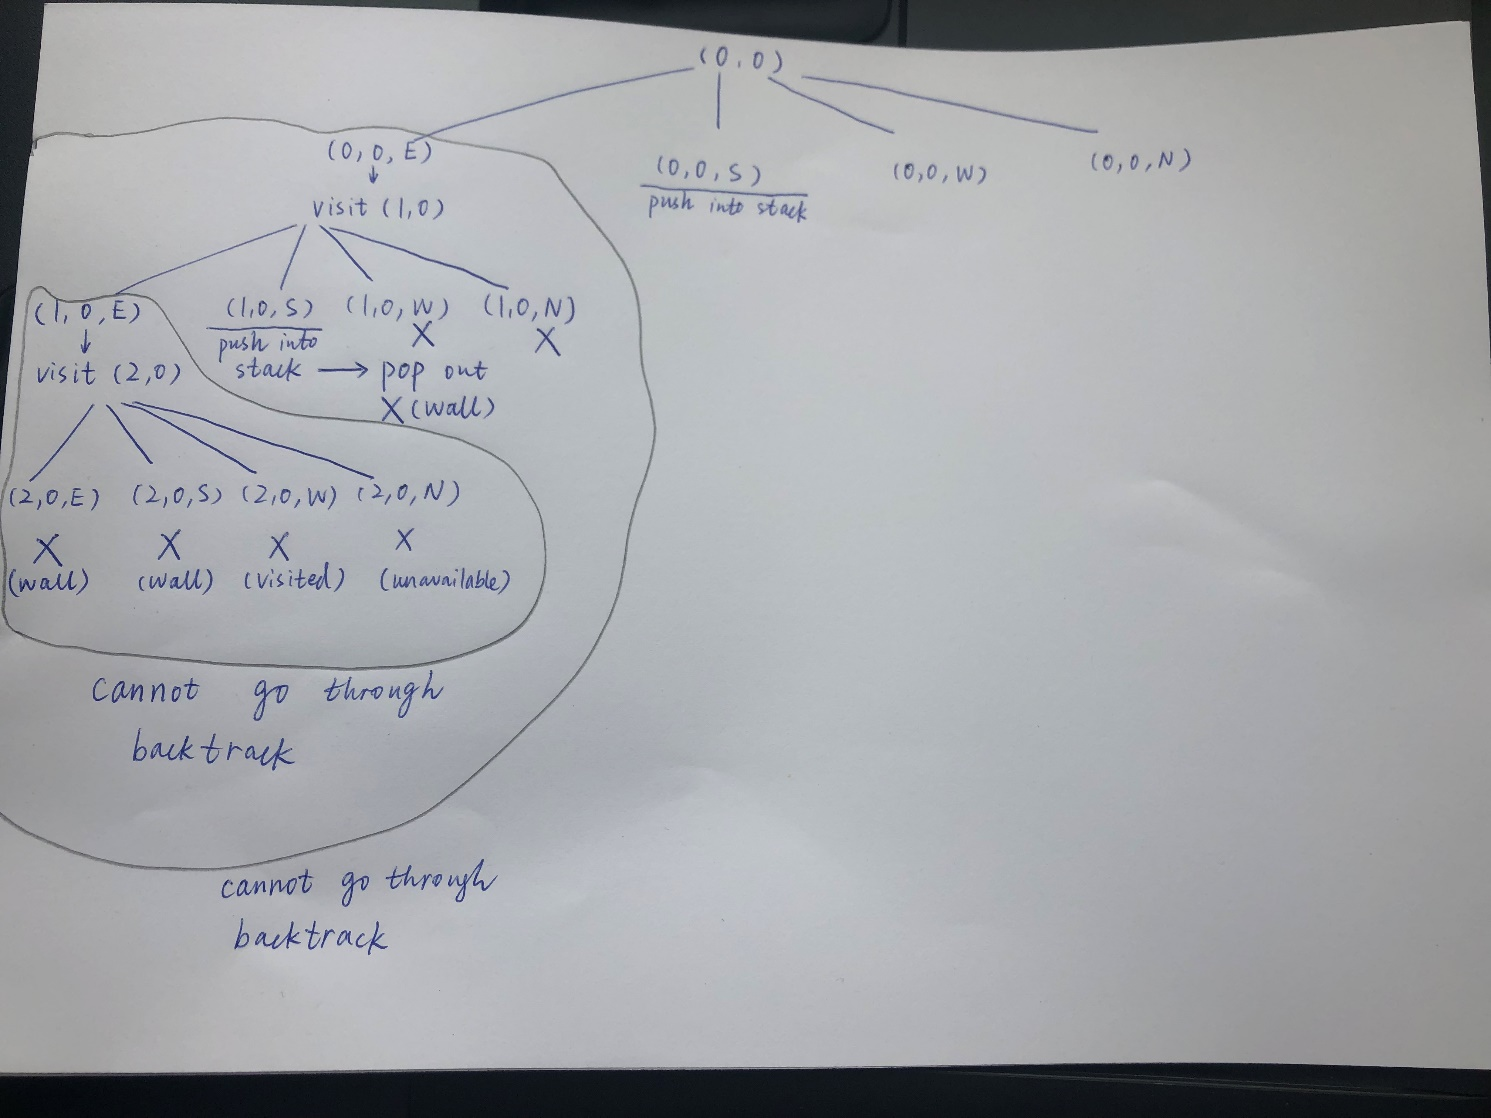 (0,0)
(0,0,E)
(0,0,S)
push into stack
(0,0,W)
(0,0,N)
visit (1,0)
(1,0,E)
visit (2,0)
(1,0,S)
push into
stack → pop out
X (wall)
(1,0,W)
X
(1,0,N)
X
(2,0,E) (2,0,S) (2,0,W) (2,0,N)
X X X X
(wall) (wall) (visited) (unavailable)
cannot go through
backtrack
cannot go through
backtrack